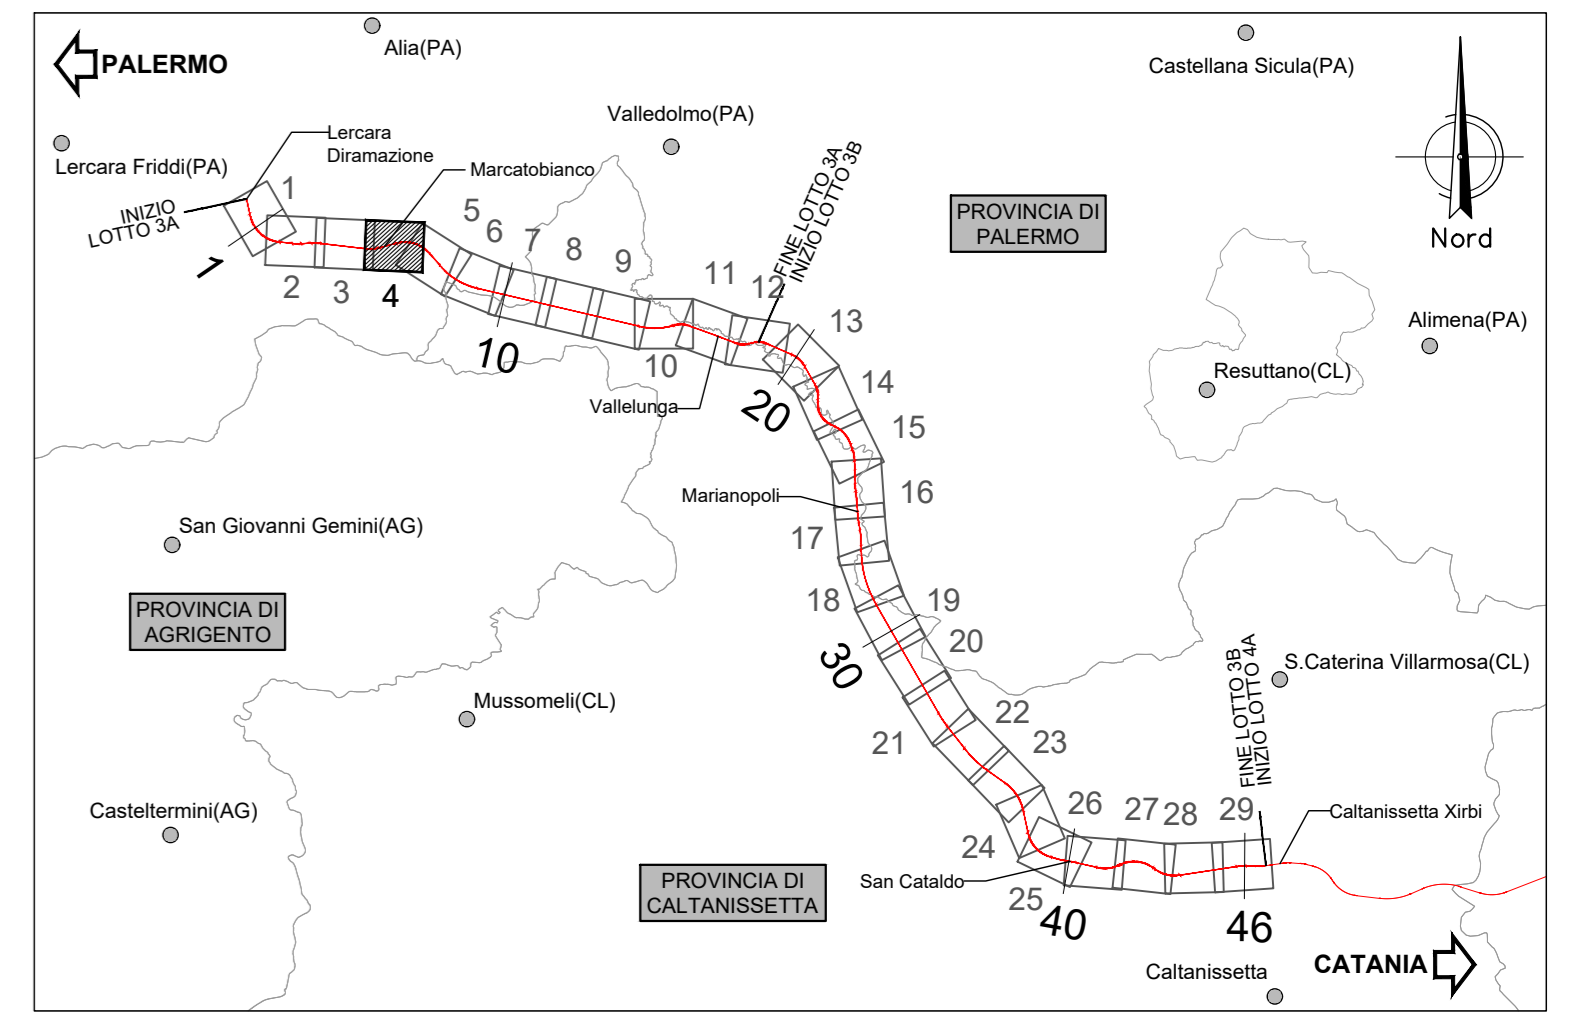 Alia(PA)
PALERMO
Castellana Sicula(PA)
Valledolmo(PA)
Lercara
Diramazione
Lercara Friddi(PA)
Marcatobianco
INIZIO
LOTTO 3A
FINE LOTTO 3A
INIZIO LOTTO 3B
PROVINCIA DI
PALERMO
Nord
1
1
2
3
4
5
6
7
8
9
10
10
11
12
13
14
15
20
Vallelunga
Alimena(PA)
Resuttano(CL)
16
Marianopoli
17
San Giovanni Gemini(AG)
PROVINCIA DI
AGRIGENTO
18
19
20
30
21
22
23
Mussomeli(CL)
S.Caterina Villarmosa(CL)
FINE LOTTO 3B
INIZIO LOTTO 4A
Casteltermini(AG)
24
25
26
27
28
29
Caltanissetta Xirbi
San Cataldo
PROVINCIA DI
CALTANISSETTA
40
46
Caltanissetta
CATANIA